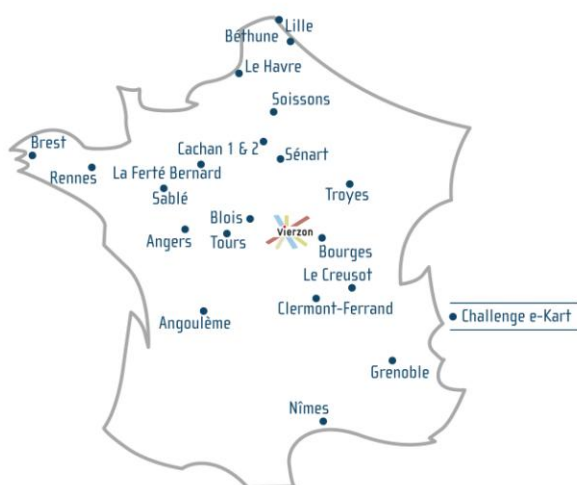 Lille
Béthune
Le Havre
Soissons
Cachan 1 & 2
Sénart
Brest
Rennes
La Ferté Bernard
Sablé
Troyes
Blois
Vierzon
Angers
Tours
Bourges
Le Creusot
Clermont-Ferrand
Angoulême
Challenge e-Kart
Grenoble
Nîmes